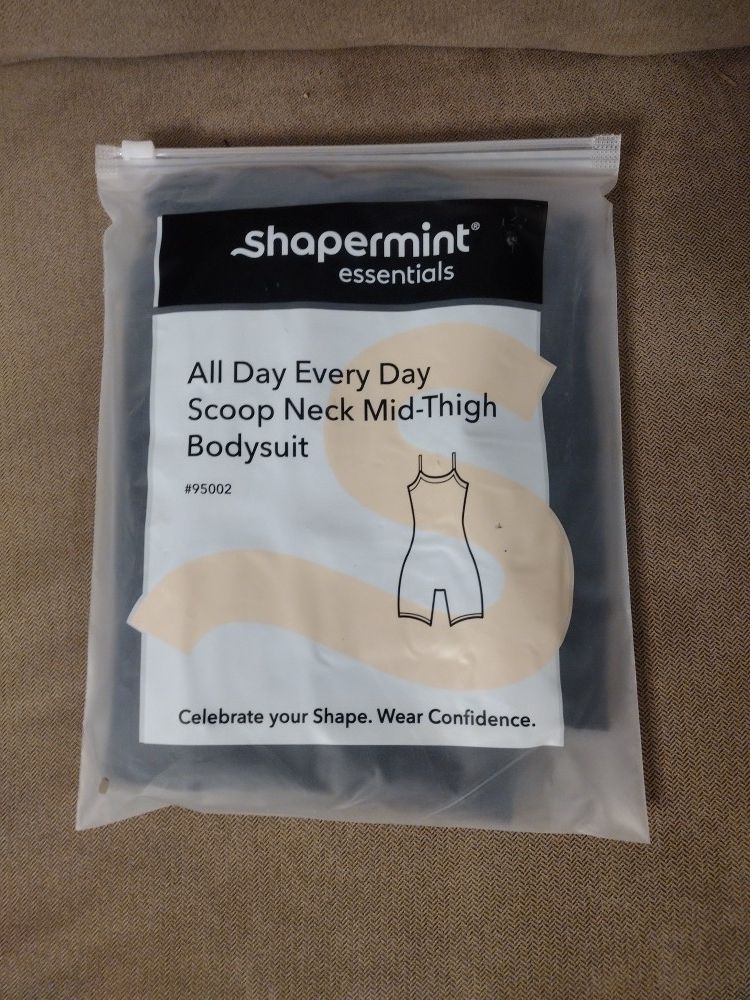 shapermint®
essentials
All Day Every Day
Scoop Neck Mid-Thigh
Bodysuit
#95002
Celebrate your Shape. Wear Confidence.